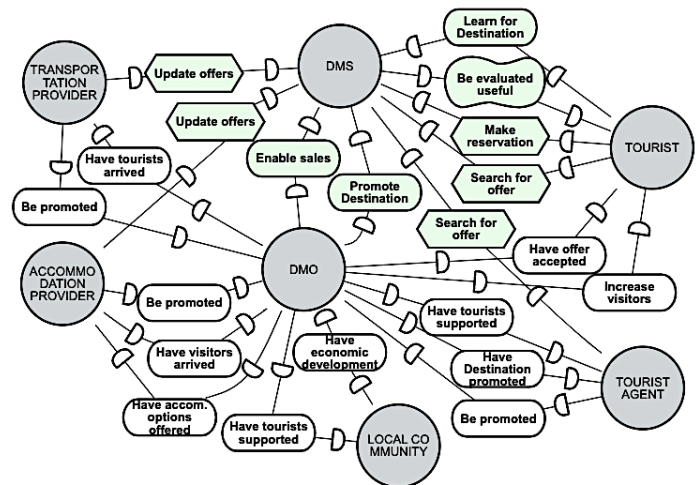 Learn for
Destination
TRANSPOR
TATION
PROVIDER
Update offers
DMS
Be evaluated
useful
Update offers
Make
reservation
TOURIST
Have tourists
arrived
Enable sales
Search for
offer
Be promoted
Promote
Destination
Search for
offer
Have offer
accepted
ACCOMMO
DATION
PROVIDER
DMO
Increase
visitors
Be promoted
Have tourists
supported
Have visitors
arrived
Have
economic
development
Have
Destination
promoted
TOURIST
AGENT
Have accom.
options
offered
Have tourists
supported
Be promoted
LOCAL CO
MMUNITY